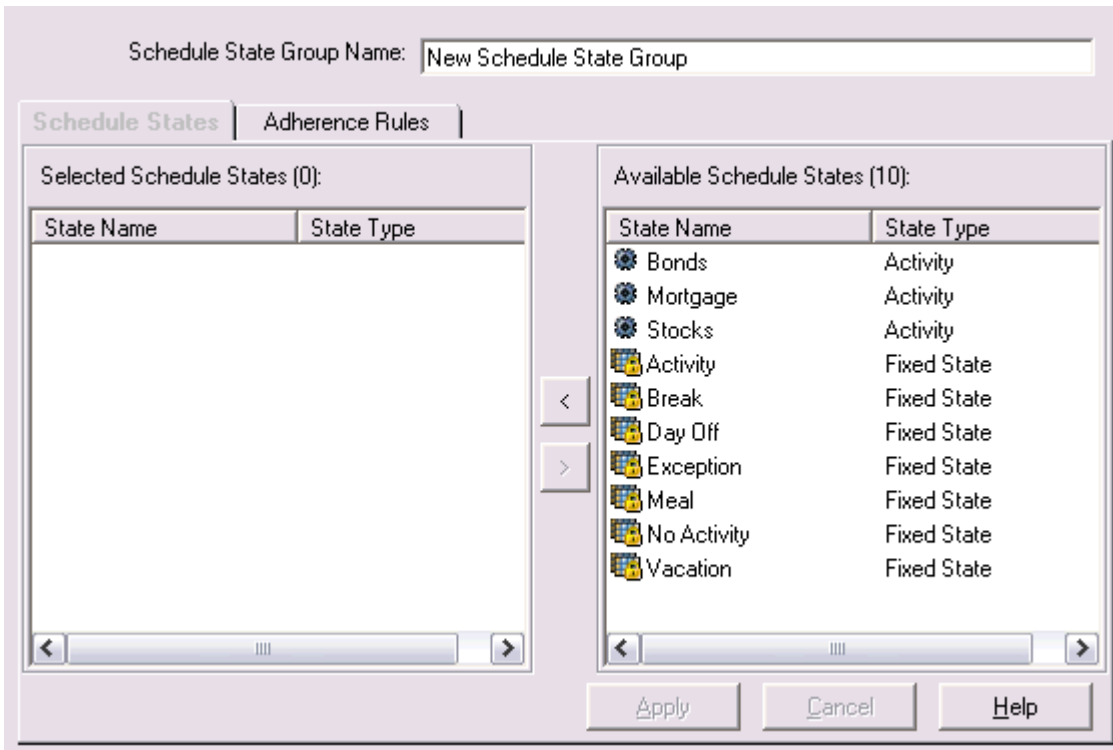 Schedule State Group Name: New Schedule State Group
Schedule States Adherence Rules
Selected Schedule States (0):
State Name State Type
Available Schedule States (10):
State Name State Type
Bonds Activity
Mortgage Activity
Stocks Activity
Activity Fixed State
Break Fixed State
Day Off Fixed State
Exception Fixed State
Meal Fixed State
No Activity Fixed State
Vacation Fixed State
<
>
Apply Cancel Help